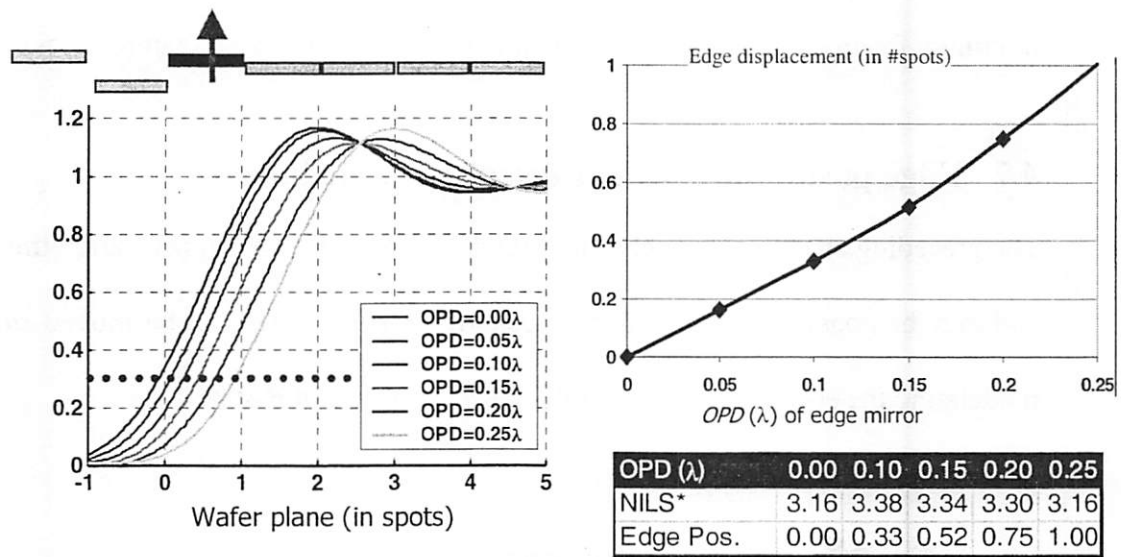 1.2
1
0.8
0.6
0.4
0.2
0
-1 0 1 2 3 4 5
Wafer plane (in spots)
OPD=0.00λ
OPD=0.05λ
OPD=0.10λ
OPD=0.15λ
OPD=0.20λ
OPD=0.25λ
Edge displacement (in #spots)
1
0.8
0.6
0.4
0.2
0
0 0.05 0.1 0.15 0.2 0.25
OPD (λ) of edge mirror
OPD (λ) 0.00 0.10 0.15 0.20 0.25
NILS* 3.16 3.38 3.34 3.30 3.16
Edge Pos. 0.00 0.33 0.52 0.75 1.00